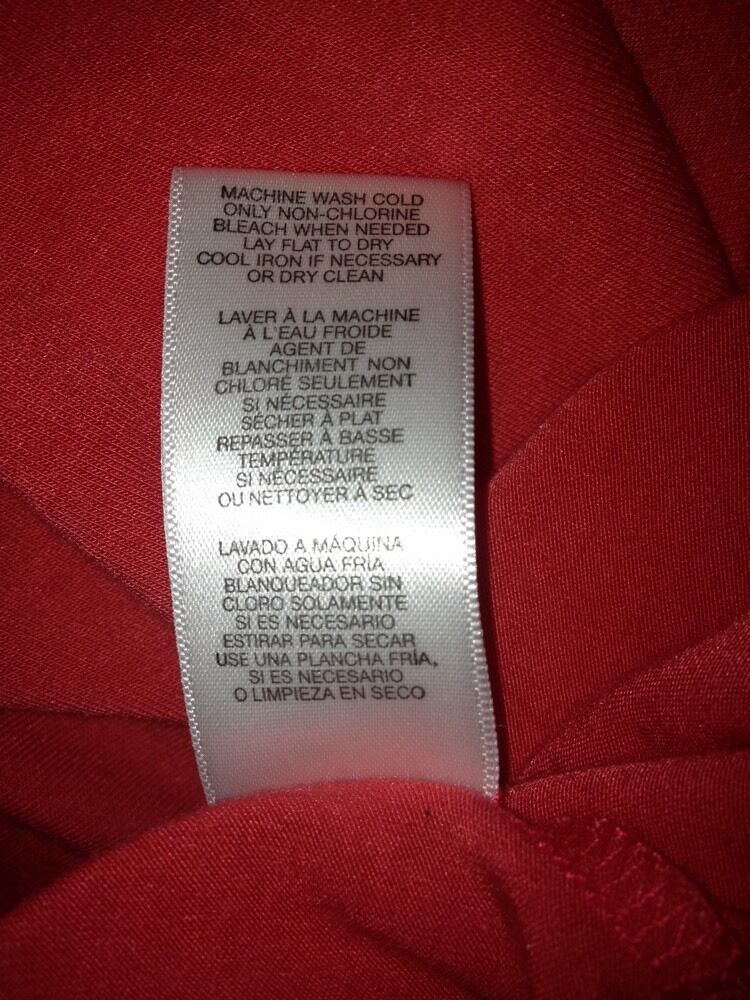 MACHINE WASH COLD
ONLY NON-CHLORINE
BLEACH WHEN NEEDED
LAY FLAT TO DRY
COOL IRON IF NECESSARY
OR DRY CLEAN
LAVER À LA MACHINE
À L'EAU FROIDE
AGENT DE
BLANCHIMENT NON
CHLORÉ SEULEMENT
SI NÉCESSAIRE
SÉCHER À PLAT
REPASSER À BASSE
TEMPÉRATURE
SI NÉCESSAIRE
OU NETTOYER À SEC
LAVADO A MÁQUINA
CON AGUA FRÍA
BLANQUEADOR SIN
CLORO SOLAMENTE
SI ES NECESARIO
ESTIRAR PARA SECAR
USE UNA PLANCHA FRÍA,
SI ES NECESARIO
O LIMPIEZA EN SECO